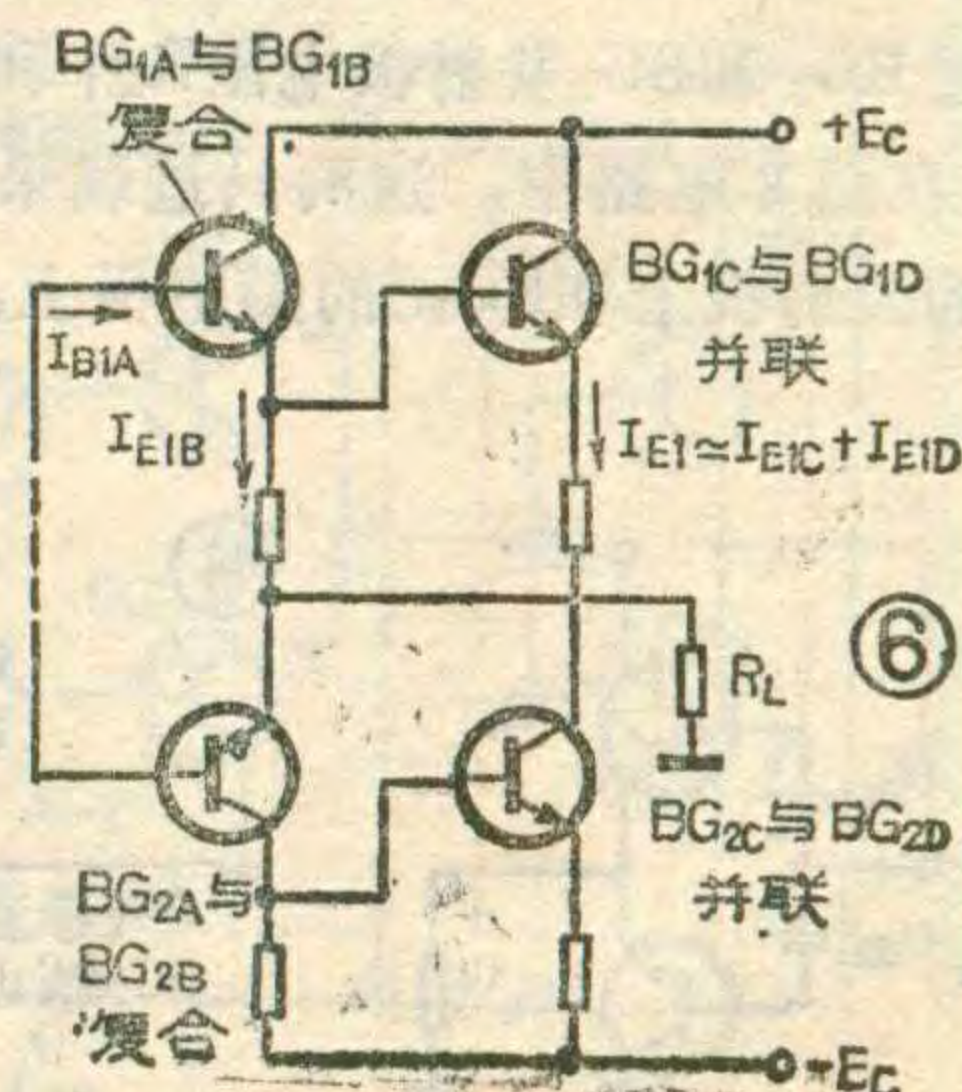 BG1A与BG1B
复合
+Ec
BG1C与BG1D
并联
IB1A
IE1B
IE1≃IE1C+IE1D
⑥
RL
BG2C与BG2D
并联
BG2A与
BG2B
复合
-Ec